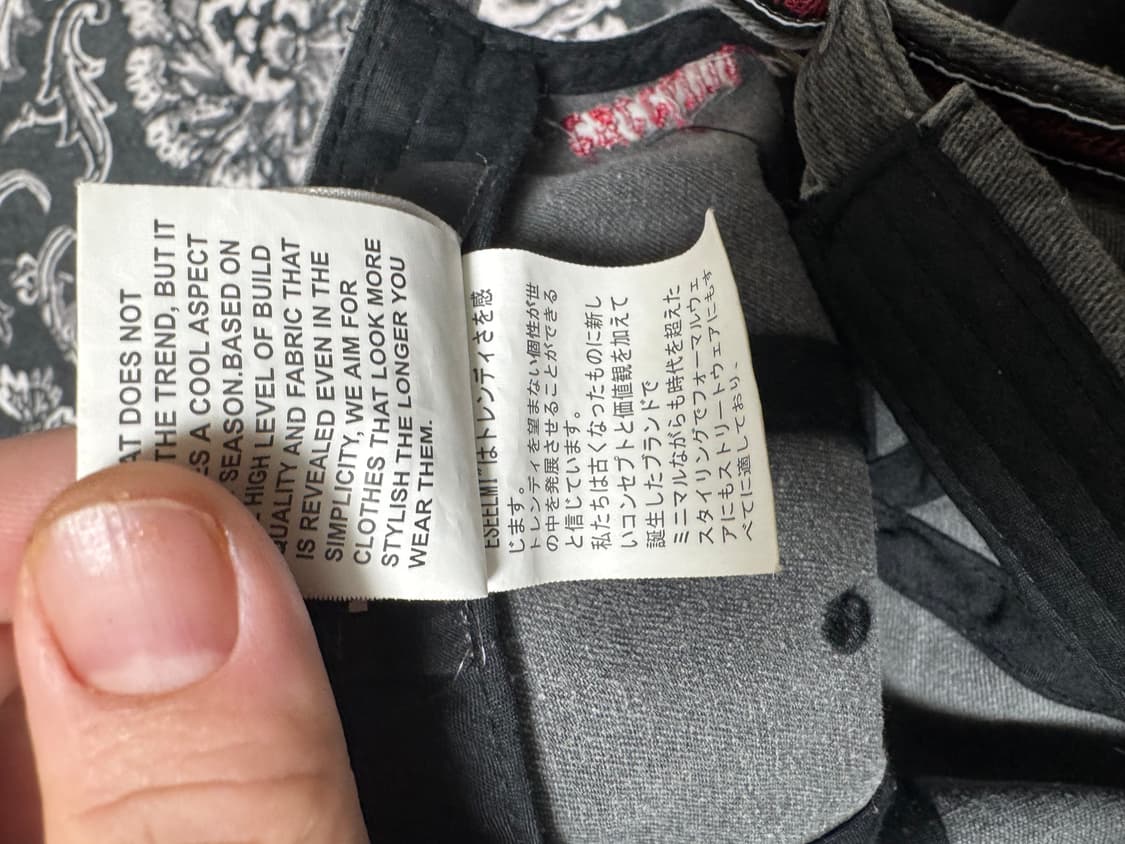 AT DOES NOT
THE TREND, BUT IT
ES A COOL ASPECT
SEASON.BASED ON
HIGH LEVEL OF BUILD
QUALITY AND FABRIC THAT
IS REVEALED EVEN IN THE
SIMPLICITY, WE AIM FOR
CLOTHES THAT LOOK MORE
STYLISH THE LONGER YOU
WEAR THEM.
ESEELMI"はトレンディさを感
じます。
トレンディを望まない個性が世
の中を発展させることができる
と信じています。
私たちは古くなったものに新し
いコンセプトと価値観を加えて
誕生したブランドで
ミニマルながらも時代を超えた
スタイリングでフォーマルウェ
アにもストリートウェアにもす
べてに適しており、